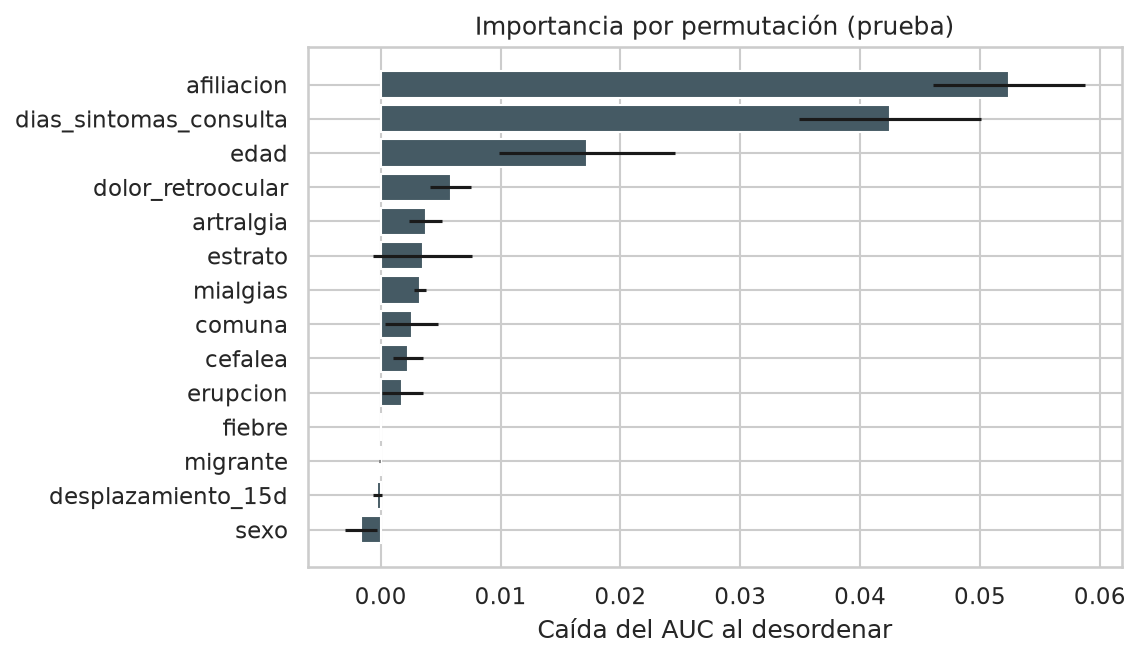 Importancia por permutación (prueba)
afiliacion
dias_sintomas_consulta
edad
dolor_retroocular
artralgia
estrato
mialgias
comuna
cefalea
erupcion
fiebre
migrante
desplazamiento_15d
sexo
0.00 0.01 0.02 0.03 0.04 0.05 0.06
Caída del AUC al desordenar